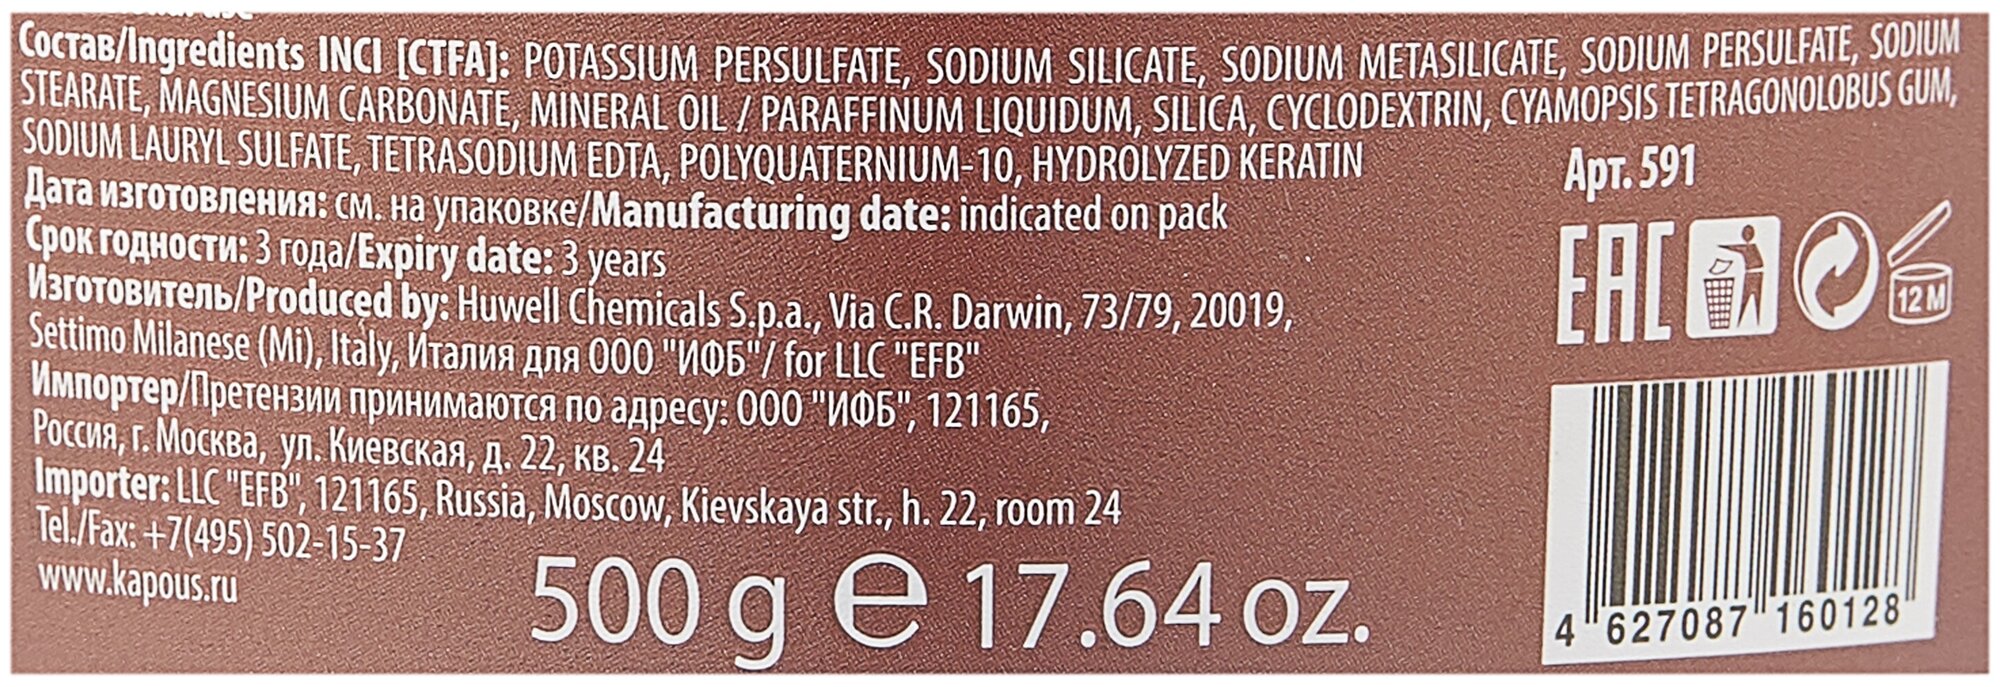 Состав/Ingredients INCI [CTFA]: POTASSIUM PERSULFATE, SODIUM SILICATE, SODIUM METASILICATE, SODIUM PERSULFATE, SODIUM
STEARATE, MAGNESIUM CARBONATE, MINERAL OIL / PARAFFINUM LIQUIDUM, SILICA, CYCLODEXTRIN, CYAMOPSIS TETRAGONOLOBUS GUM,
SODIUM LAURYL SULFATE, TETRASODIUM EDTA, POLYQUATERNIUM-10, HYDROLYZED KERATIN
Дата изготовления: см. на упаковке/Manufacturing date: indicated on pack
Срок годности: 3 года/Expiry date: 3 years
Изготовитель/Produced by: Huwell Chemicals S.p.a., Via C.R. Darwin, 73/79, 20019,
Settimo Milanese (Mi), Italy, Италия для ООО "ИФБ"/ for LLC "EFB"
Импортер/Претензии принимаются по адресу: ООО "ИФБ", 121165,
Россия, г. Москва, ул. Киевская, д. 22, кв. 24
Importer: LLC "EFB", 121165, Russia, Moscow, Kievskaya str., h. 22, room 24
Tel./Fax: +7(495) 502-15-37
www.kapous.ru
500 g e 17.64 oz.
Арт. 591
EAC
12 M
4 627087 160128